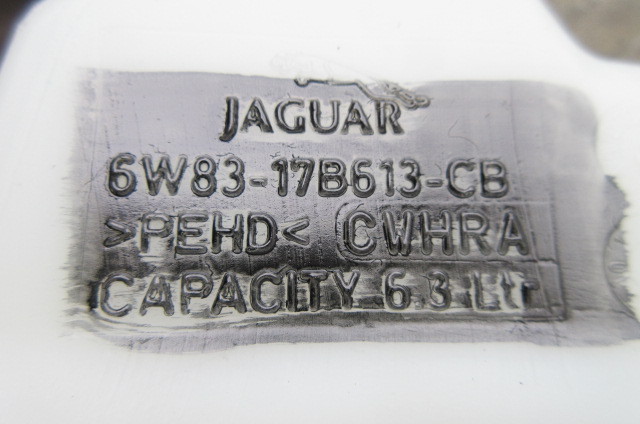 JAGUAR
6W83-17B613-CB
>PEHD< CWHRA
CAPACITY 6.3 Ltr